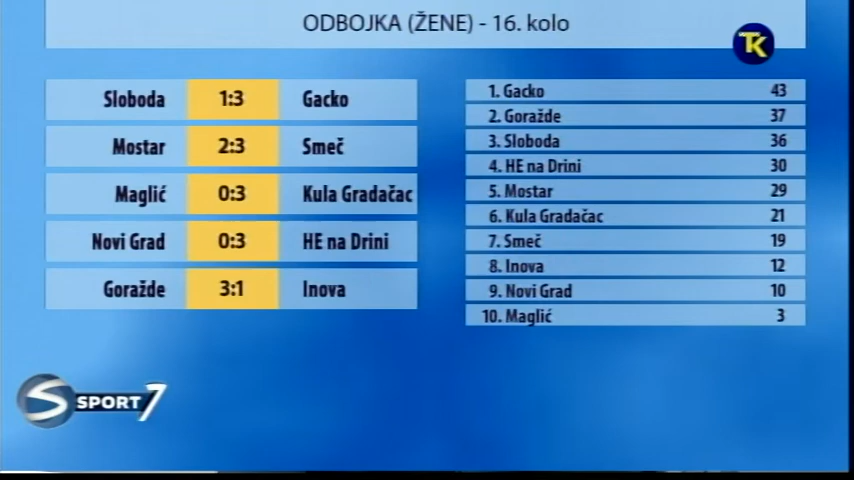 ODBOJKA (ŽENE) - 16. kolo
TK
Sloboda 1:3 Gacko
Mostar 2:3 Smeč
Maglić 0:3 Kula Gradačac
Novi Grad 0:3 HE na Drini
Goražde 3:1 Inova
1. Gacko 43
2. Goražde 37
3. Sloboda 36
4. HE na Drini 30
5. Mostar 29
6. Kula Gradačac 21
7. Smeč 19
8. Inova 12
9. Novi Grad 10
10. Maglić 3
S SPORT 7